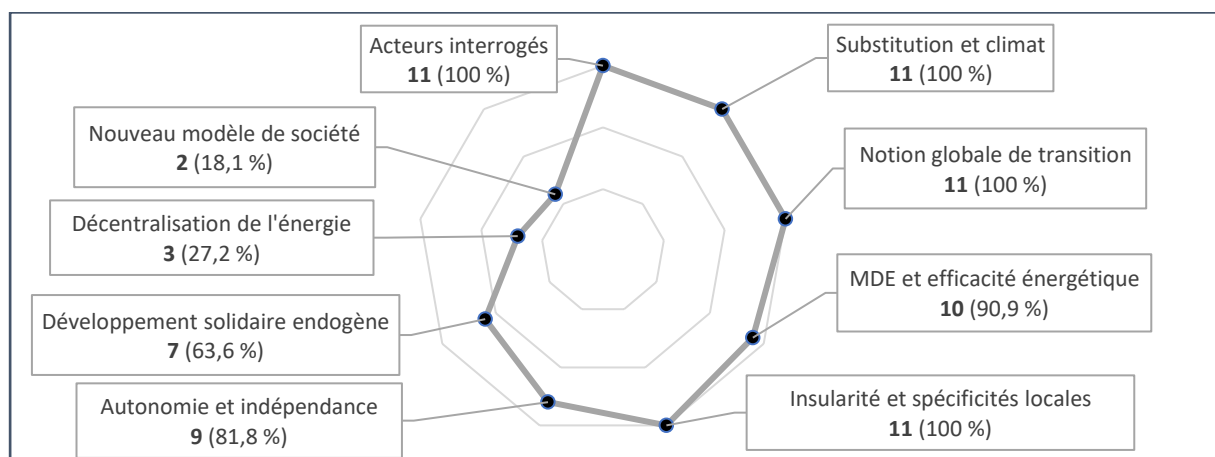 Acteurs interrogés
11 (100 %)
Substitution et climat
11 (100 %)
Notion globale de transition
11 (100 %)
MDE et efficacité énergétique
10 (90,9 %)
Insularité et spécificités locales
11 (100 %)
Autonomie et indépendance
9 (81,8 %)
Développement solidaire endogène
7 (63,6 %)
Décentralisation de l'énergie
3 (27,2 %)
Nouveau modèle de société
2 (18,1 %)